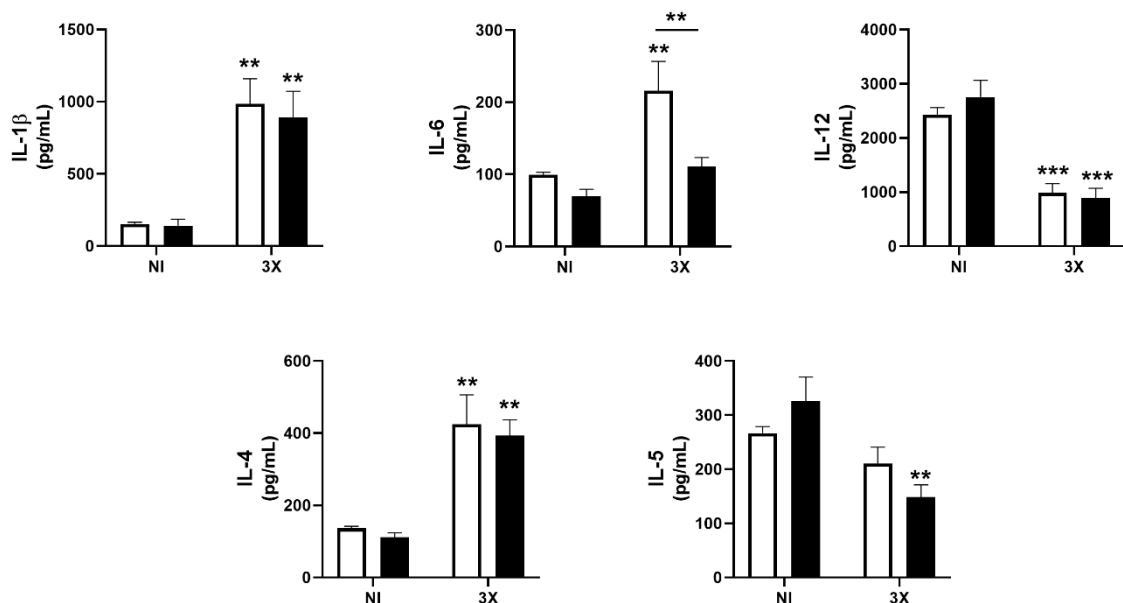 IL-1β
(pg/mL)
1500
1000
500
0
**
**
NI
3X
IL-6
(pg/mL)
300
200
100
0
**
**
NI
3X
IL-12
(pg/mL)
4000
3000
2000
1000
0
***
***
NI
3X
IL-4
(pg/mL)
600
400
200
0
**
**
NI
3X
IL-5
(pg/mL)
400
300
200
100
0
**
NI
3X